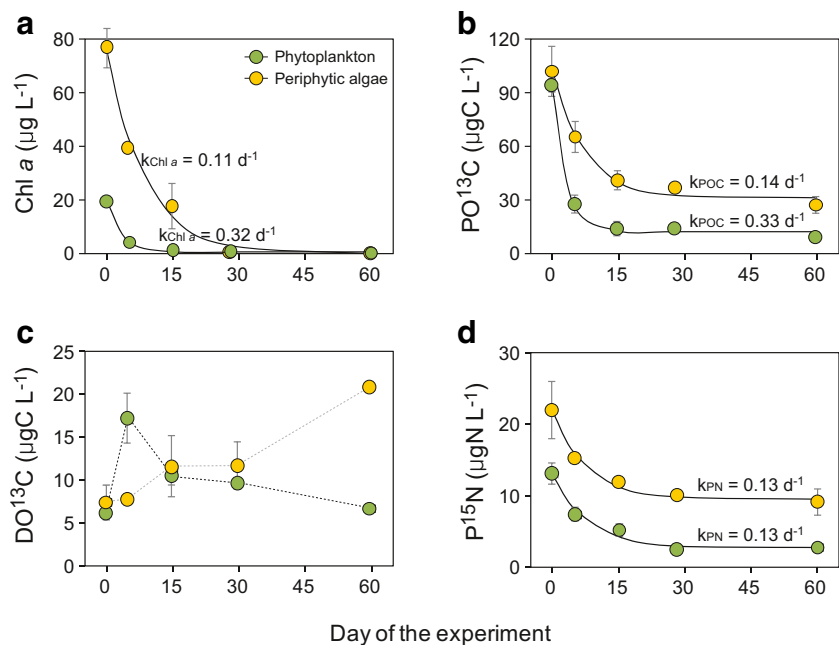 a
80
60
40
20
0
Chl a (µg L⁻¹)
Phytoplankton
Periphytic algae
kChl a = 0.11 d⁻¹
kChl a = 0.32 d⁻¹
0 15 30 45 60
b
120
90
60
30
0
PO¹³C (µgC L⁻¹)
kPOC = 0.14 d⁻¹
kPOC = 0.33 d⁻¹
0 15 30 45 60
c
25
20
15
10
5
0
DO¹³C (µgC L⁻¹)
0 15 30 45 60
d
30
20
10
0
P¹⁵N (µgN L⁻¹)
kPN = 0.13 d⁻¹
kPN = 0.13 d⁻¹
0 15 30 45 60
Day of the experiment